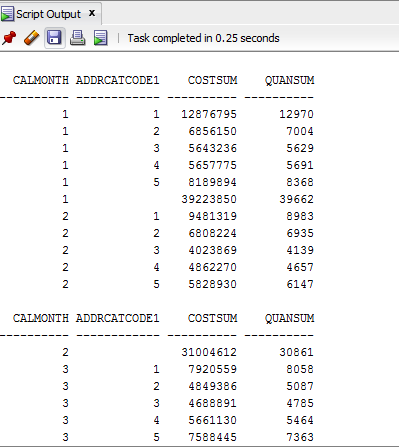 Script Output x
Task completed in 0.25 seconds
CALMONTH ADDRCATCODE1 COSTSUM QUANSUM
---------- ------------ ---------- ----------
1 1 12876795 12970
1 2 6856150 7004
1 3 5643236 5629
1 4 5657775 5691
1 5 8189894 8368
1 39223850 39662
2 1 9481319 8983
2 2 6808224 6935
2 3 4023869 4139
2 4 4862270 4657
2 5 5828930 6147
CALMONTH ADDRCATCODE1 COSTSUM QUANSUM
---------- ------------ ---------- ----------
2 31004612 30861
3 1 7920559 8058
3 2 4849386 5087
3 3 4688891 4785
3 4 5661130 5464
3 5 7588445 7363